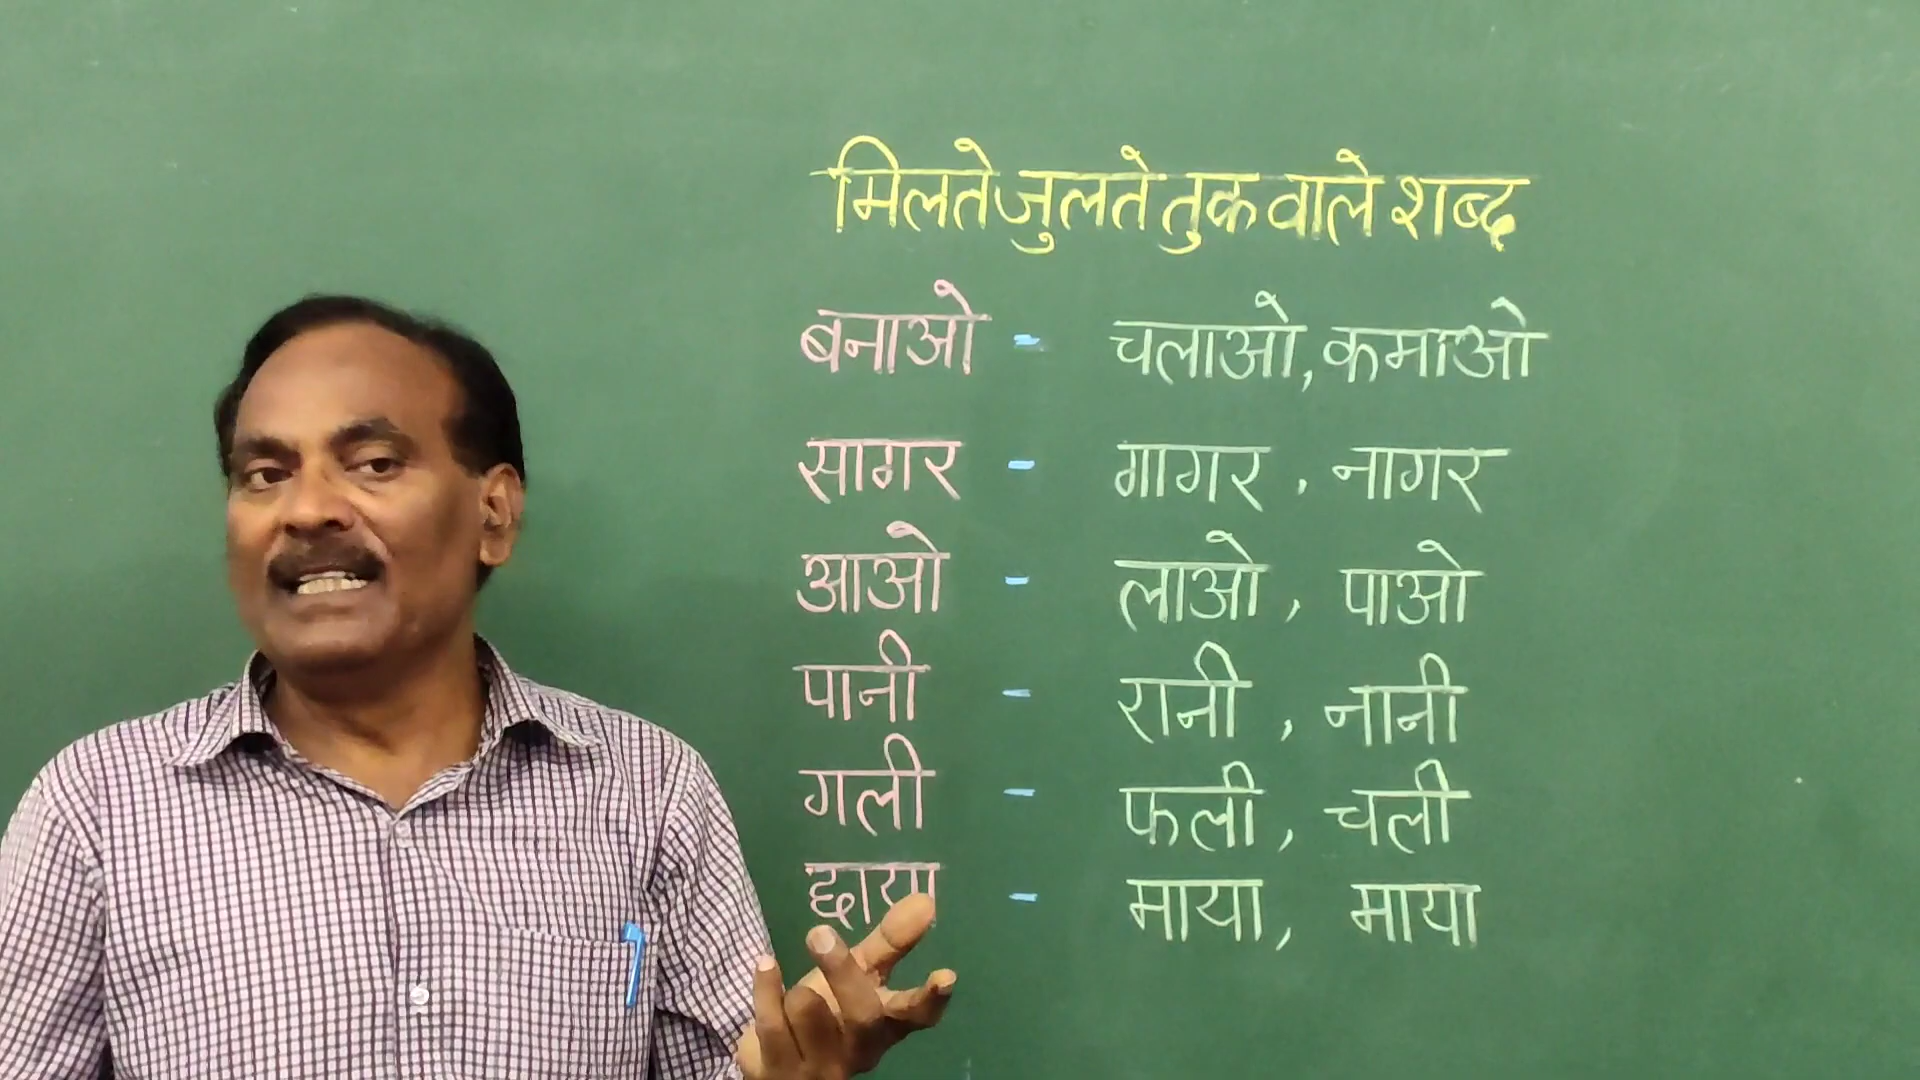 मिलते जुलते तुक वाले शब्द
बनाओ - चलाओ, कमाओ
सागर - गागर, नागर
आओ - लाओ, पाओ
पानी - रानी, नानी
गली - फली, चली
छाया - माया, माया